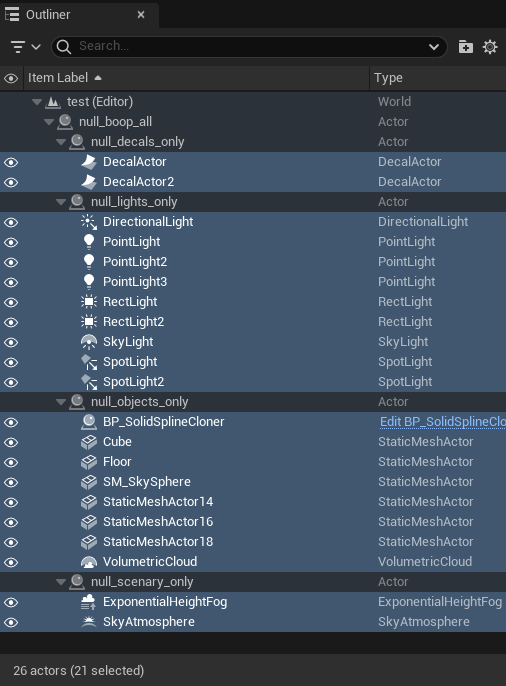 Outliner
Search...
Item Label Type
test (Editor) World
null_boop_all Actor
null_decals_only Actor
DecalActor DecalActor
DecalActor2 DecalActor
null_lights_only Actor
DirectionalLight DirectionalLight
PointLight PointLight
PointLight2 PointLight
PointLight3 PointLight
RectLight RectLight
RectLight2 RectLight
SkyLight SkyLight
SpotLight SpotLight
SpotLight2 SpotLight
null_objects_only Actor
BP_SolidSplineCloner Edit BP_SolidSplineClo
Cube StaticMeshActor
Floor StaticMeshActor
SM_SkySphere StaticMeshActor
StaticMeshActor14 StaticMeshActor
StaticMeshActor16 StaticMeshActor
StaticMeshActor18 StaticMeshActor
VolumetricCloud VolumetricCloud
null_scenary_only Actor
ExponentialHeightFog ExponentialHeightFog
SkyAtmosphere SkyAtmosphere
26 actors (21 selected)